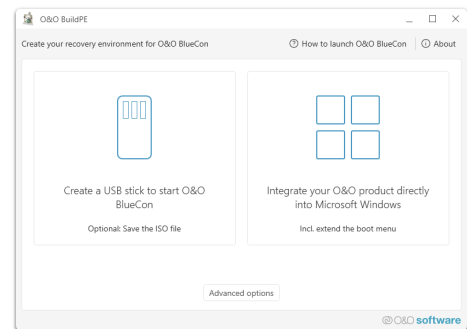 O&O BuildPE
Create your recovery environment for O&O BlueCon
How to launch O&O BlueCon
About
Create a USB stick to start O&O
BlueCon
Optional: Save the ISO file
Integrate your O&O product directly
into Microsoft Windows
Incl. extend the boot menu
Advanced options
O&O software